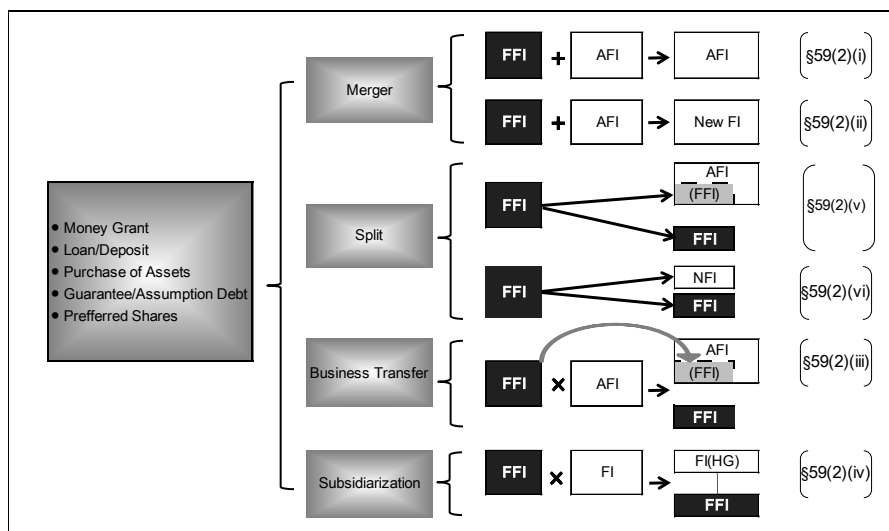 • Money Grant
• Loan/Deposit
• Purchase of Assets
• Guarantee/Assumption Debt
• Prefferred Shares
Merger
FFI + AFI → AFI §59(2)(i)
FFI + AFI → New FI §59(2)(ii)
Split
FFI
AFI
(FFI)
FFI
§59(2)(v)
FFI
NFI
FFI
§59(2)(vi)
Business Transfer
FFI × AFI →
AFI
(FFI)
FFI
§59(2)(iii)
Subsidiarization
FFI × FI →
FI(HG)
FFI
§59(2)(iv)